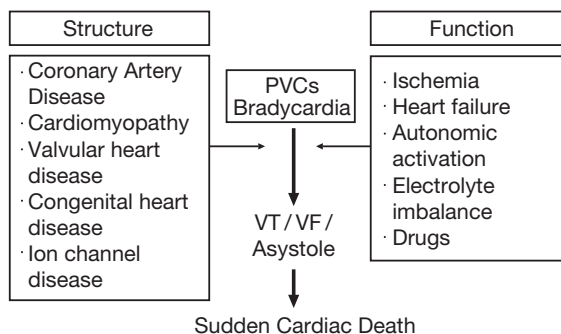 Structure
· Coronary Artery
Disease
· Cardiomyopathy
· Valvular heart
disease
· Congenital heart
disease
· Ion channel
disease
PVCs
Bradycardia
VT / VF /
Asystole
Sudden Cardiac Death
Function
· Ischemia
· Heart failure
· Autonomic
activation
· Electrolyte
imbalance
· Drugs